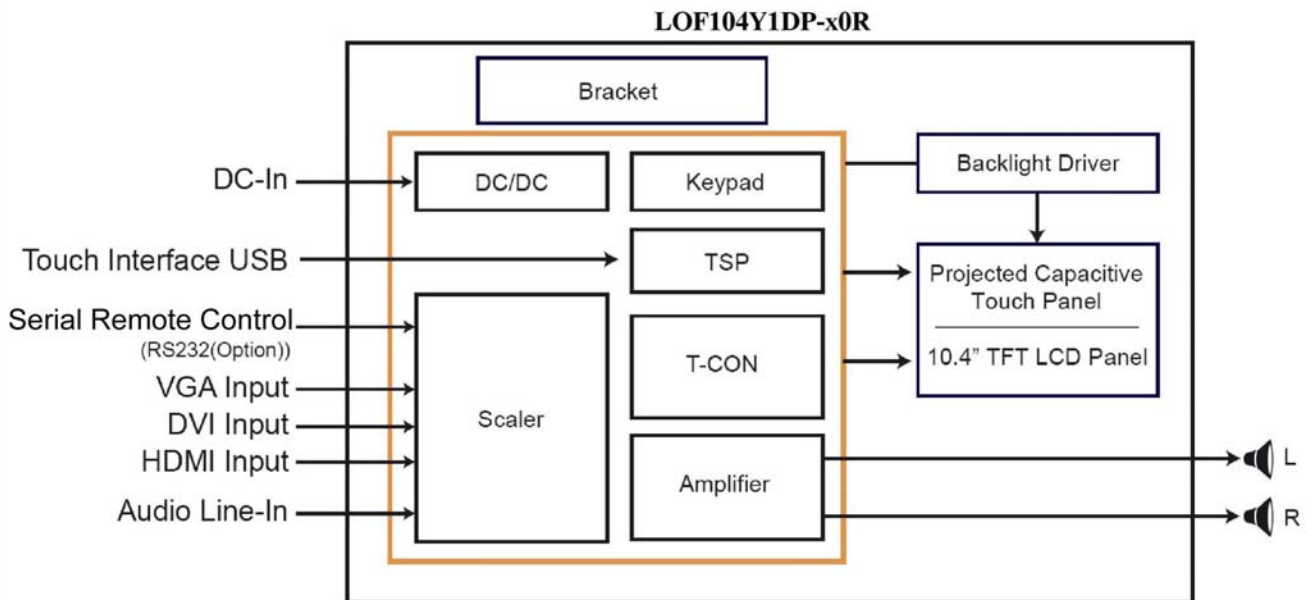 LOF104Y1DP-x0R
Bracket
DC-In
DC/DC
Keypad
Backlight Driver
Touch Interface USB
TSP
Projected Capacitive
Touch Panel
10.4” TFT LCD Panel
Serial Remote Control
(RS232(Option))
VGA Input
DVI Input
HDMI Input
Audio Line-In
Scaler
T-CON
Amplifier
L
R